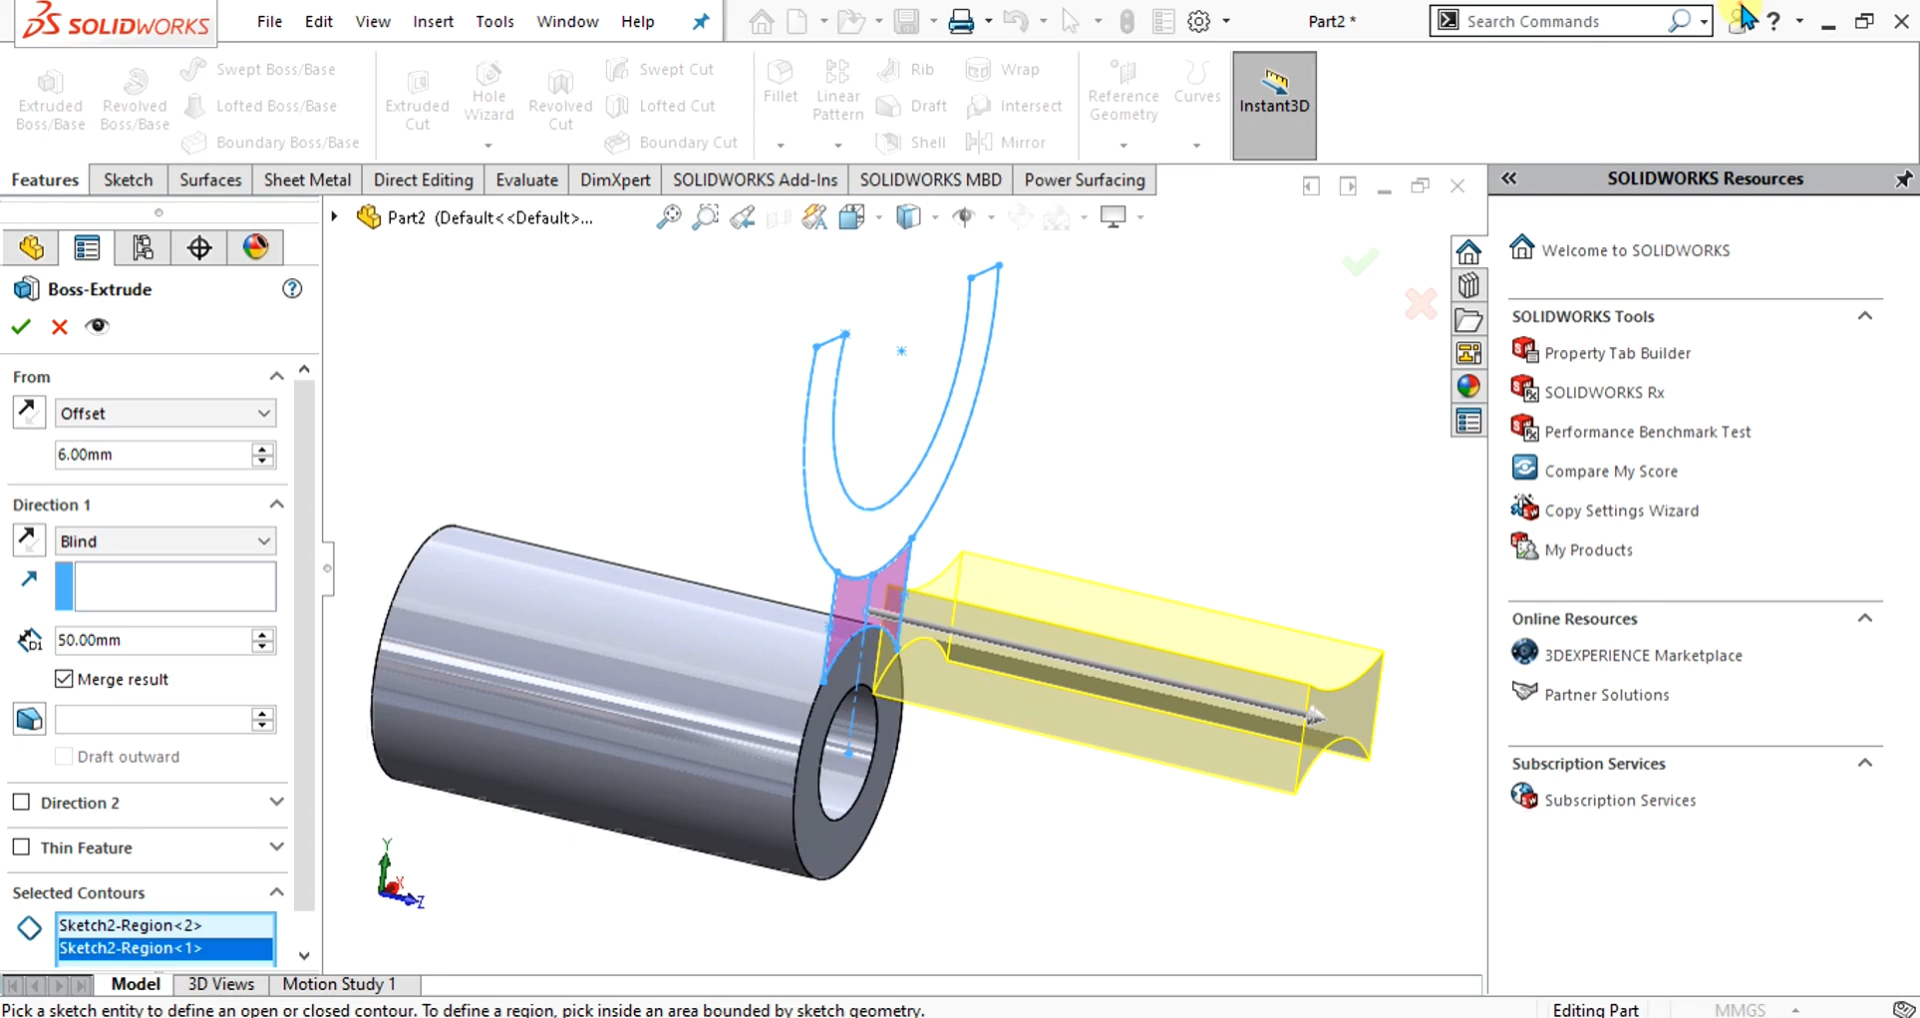 SOLIDWORKS File Edit View Insert Tools Window Help Part2 * Search Commands ?
Extruded Boss/Base
Revolved Boss/Base
Swept Boss/Base
Lofted Boss/Base
Boundary Boss/Base
Extruded Cut
Hole Wizard
Revolved Cut
Swept Cut
Lofted Cut
Boundary Cut
Fillet
Linear Pattern
Rib
Draft
Shell
Wrap
Intersect
Mirror
Reference Geometry
Curves
Instant3D
Features Sketch Surfaces Sheet Metal Direct Editing Evaluate DimXpert SOLIDWORKS Add-Ins SOLIDWORKS MBD Power Surfacing
Part2 (Default<<Default>...
Boss-Extrude
From
Offset
6.00mm
Direction 1
Blind
D1 50.00mm
Merge result
Draft outward
Direction 2
Thin Feature
Selected Contours
Sketch2-Region<2>
Sketch2-Region<1>
Y
X
Z
SOLIDWORKS Resources
Welcome to SOLIDWORKS
SOLIDWORKS Tools
Property Tab Builder
SOLIDWORKS Rx
Performance Benchmark Test
Compare My Score
Copy Settings Wizard
My Products
Online Resources
3DEXPERIENCE Marketplace
Partner Solutions
Subscription Services
Subscription Services
Model 3D Views Motion Study 1
Pick a sketch entity to define an open or closed contour. To define a region, pick inside an area bounded by sketch geometry. Editing Part MMGS